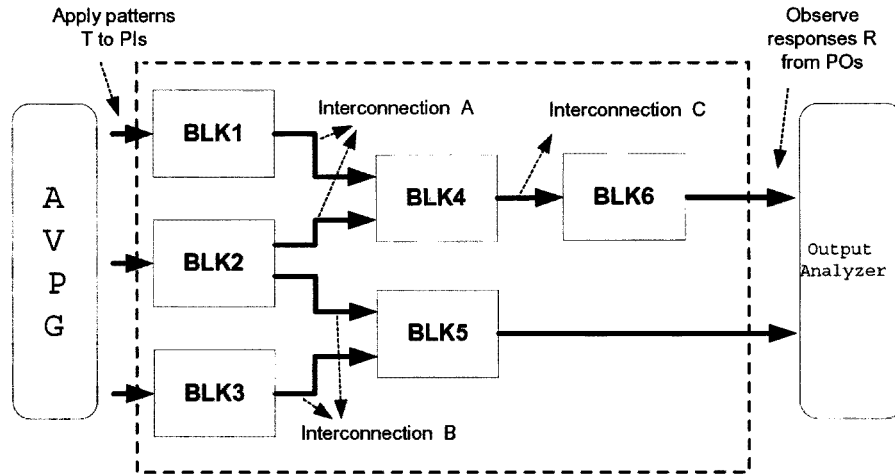 Apply patterns
T to PIs
Observe
responses R
from POs
Interconnection A
Interconnection C
BLK1
A
V
P
G
BLK4
BLK6
BLK2
Output
Analyzer
BLK5
BLK3
Interconnection B